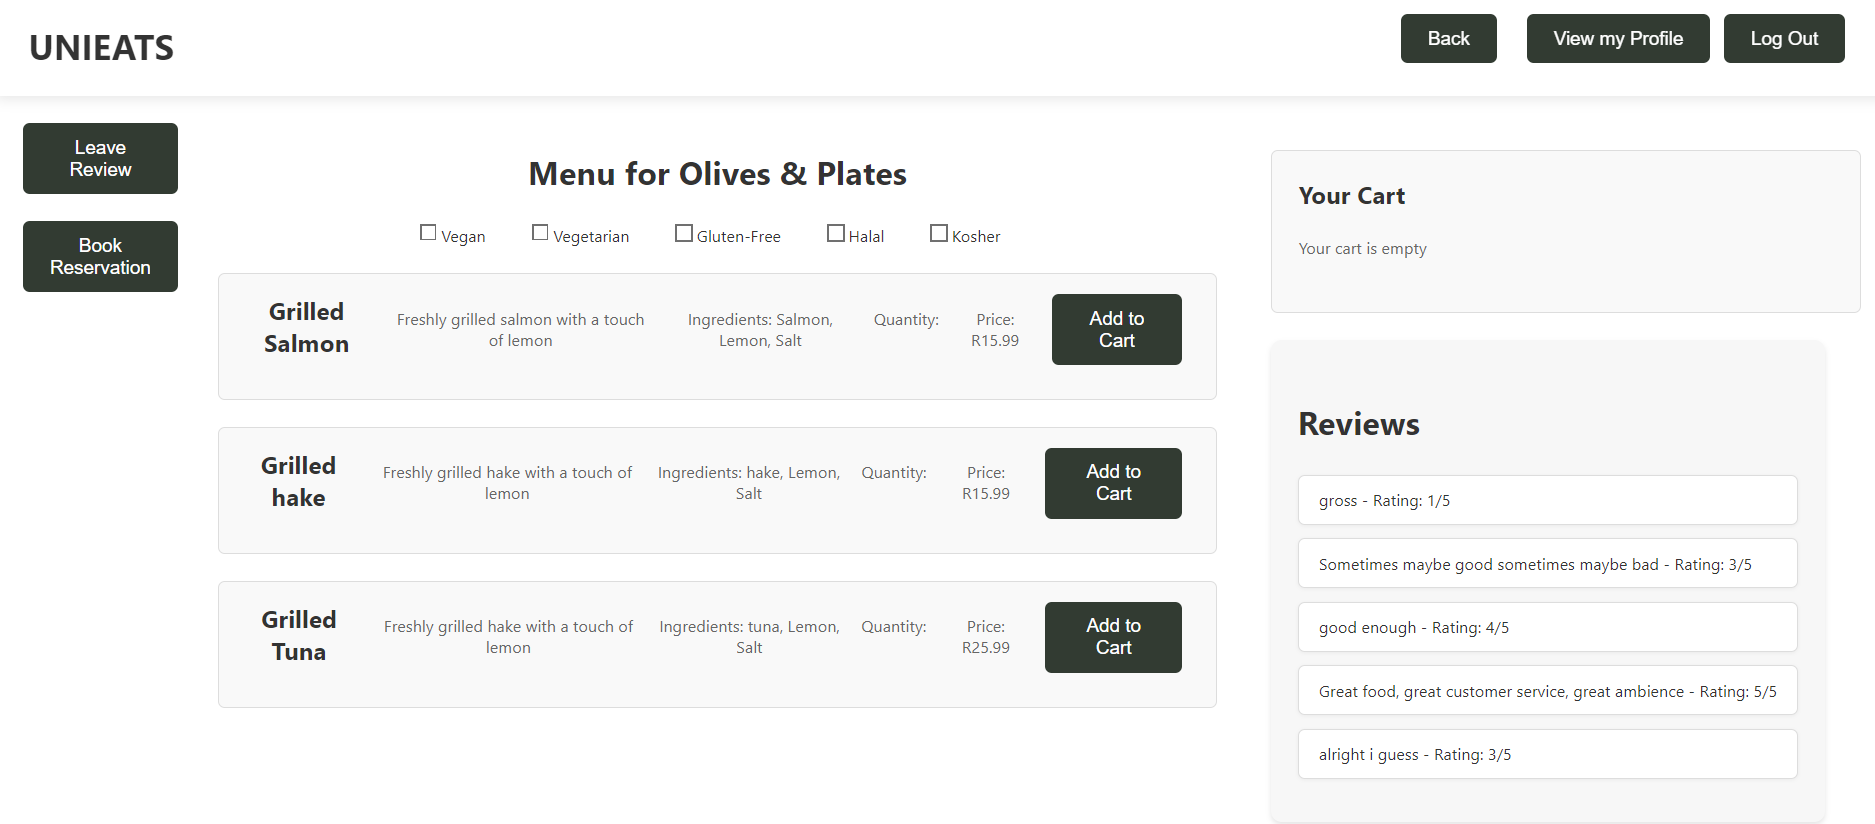 UNIEATS
Back
View my Profile
Log Out
Leave
Review
Book
Reservation
Menu for Olives & Plates
Vegan
Vegetarian
Gluten-Free
Halal
Kosher
Grilled
Salmon
Freshly grilled salmon with a touch
of lemon
Ingredients: Salmon,
Lemon, Salt
Quantity:
Price:
R15.99
Add to
Cart
Grilled
hake
Freshly grilled hake with a touch of
lemon
Ingredients: hake, Lemon,
Salt
Quantity:
Price:
R15.99
Add to
Cart
Grilled
Tuna
Freshly grilled hake with a touch of
lemon
Ingredients: tuna, Lemon,
Salt
Quantity:
Price:
R25.99
Add to
Cart
Your Cart
Your cart is empty
Reviews
gross - Rating: 1/5
Sometimes maybe good sometimes maybe bad - Rating: 3/5
good enough - Rating: 4/5
Great food, great customer service, great ambience - Rating: 5/5
alright i guess - Rating: 3/5